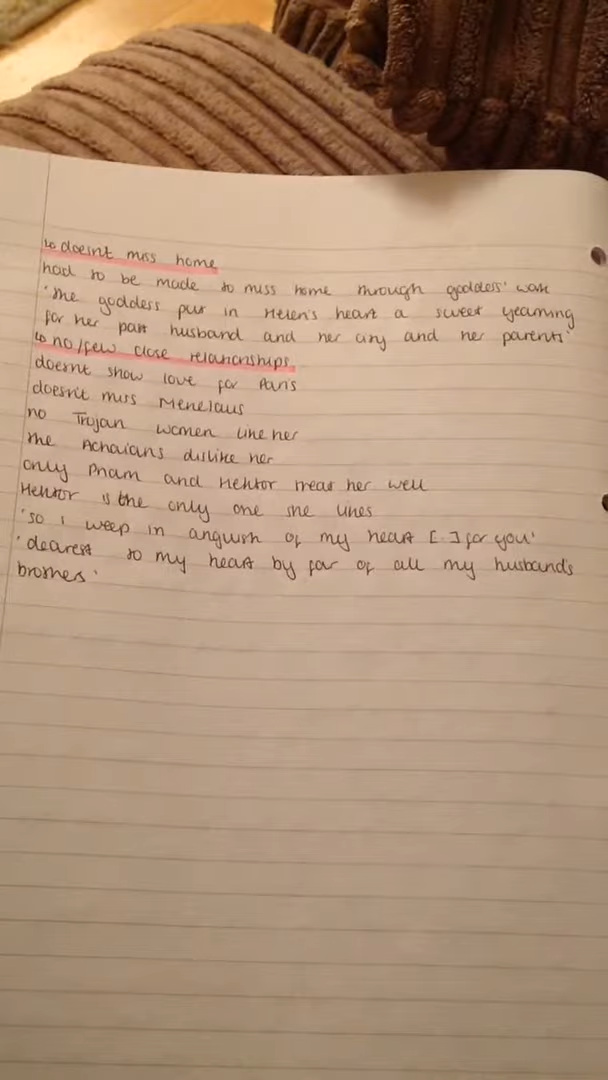 ↳ doesn't miss home
had to be made to miss home through goddess' work
'the goddess put in Helen's heart a sweet yearning
for her past husband and her city and her parents'
↳ no/few close relationships
doesnt show love for Paris
doesn't miss Menelaus
no Trojan women like her
the Achaians dislike her
only Priam and Hektor treat her well
Hektor is the only one she likes
'so I weep in anguish of my heart [..] for you'
'dearest to my heart by far of all my husband's
brothers'